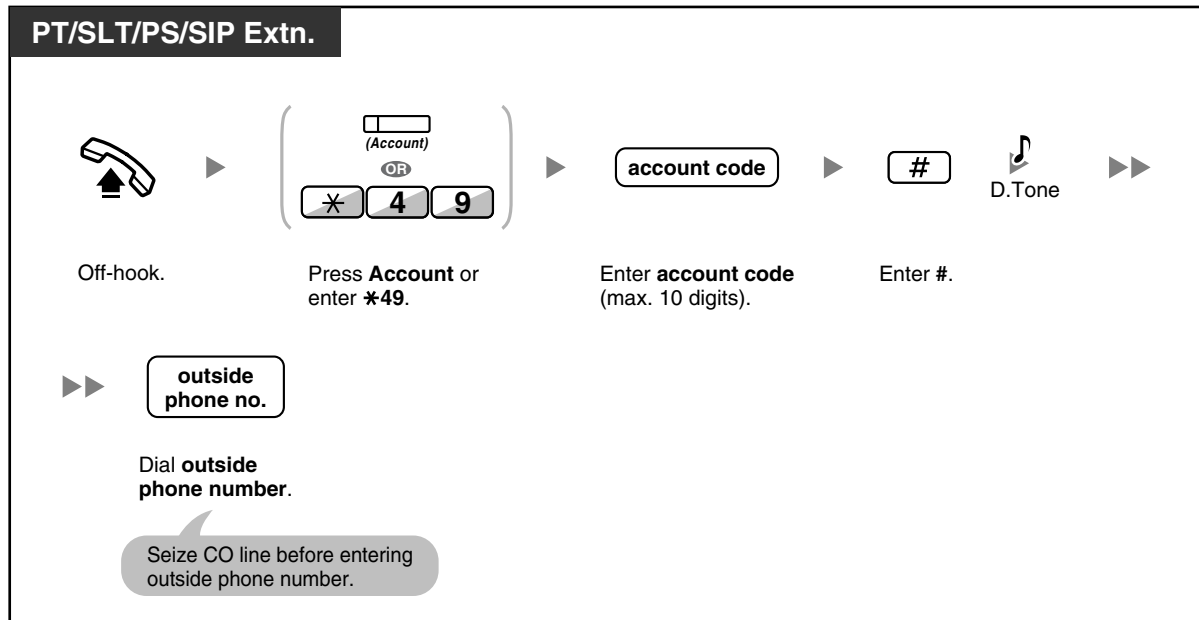 PT/SLT/PS/SIP Extn.
(Account)
OR
✳ 4 9
account code
#
D.Tone
Off-hook.
Press Account or
enter ✳49.
Enter account code
(max. 10 digits).
Enter #.
outside
phone no.
Dial outside
phone number.
Seize CO line before entering
outside phone number.